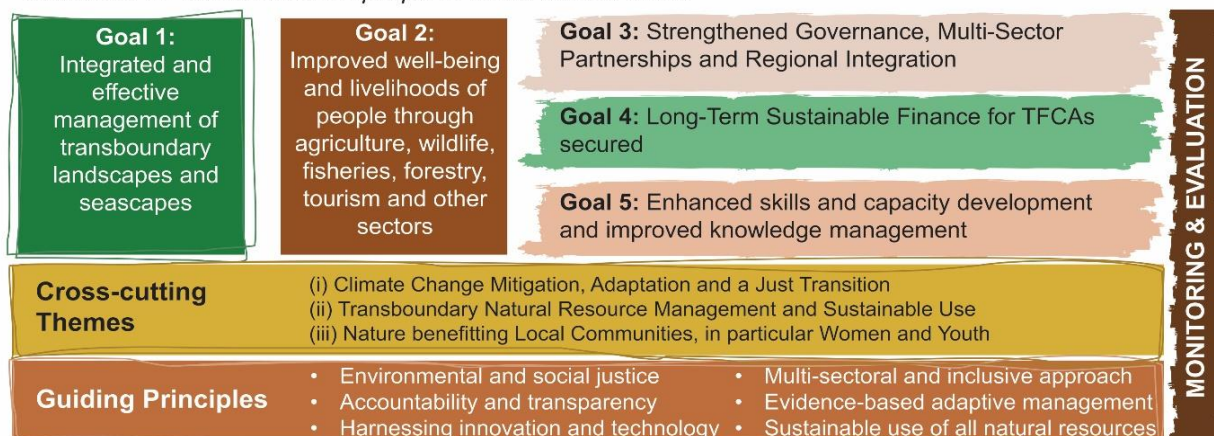 Goal 1:
Integrated and
effective
management of
transboundary
landscapes and
seascapes
Goal 2:
Improved well-being
and livelihoods of
people through
agriculture, wildlife,
fisheries, forestry,
tourism and other
sectors
Goal 3: Strengthened Governance, Multi-Sector
Partnerships and Regional Integration
Goal 4: Long-Term Sustainable Finance for TFCAs
secured
Goal 5: Enhanced skills and capacity development
and improved knowledge management
MONITORING & EVALUATION
Cross-cutting
Themes
(i) Climate Change Mitigation, Adaptation and a Just Transition
(ii) Transboundary Natural Resource Management and Sustainable Use
(iii) Nature benefitting Local Communities, in particular Women and Youth
Guiding Principles
• Environmental and social justice
• Accountability and transparency
• Harnessing innovation and technology
• Multi-sectoral and inclusive approach
• Evidence-based adaptive management
• Sustainable use of all natural resources